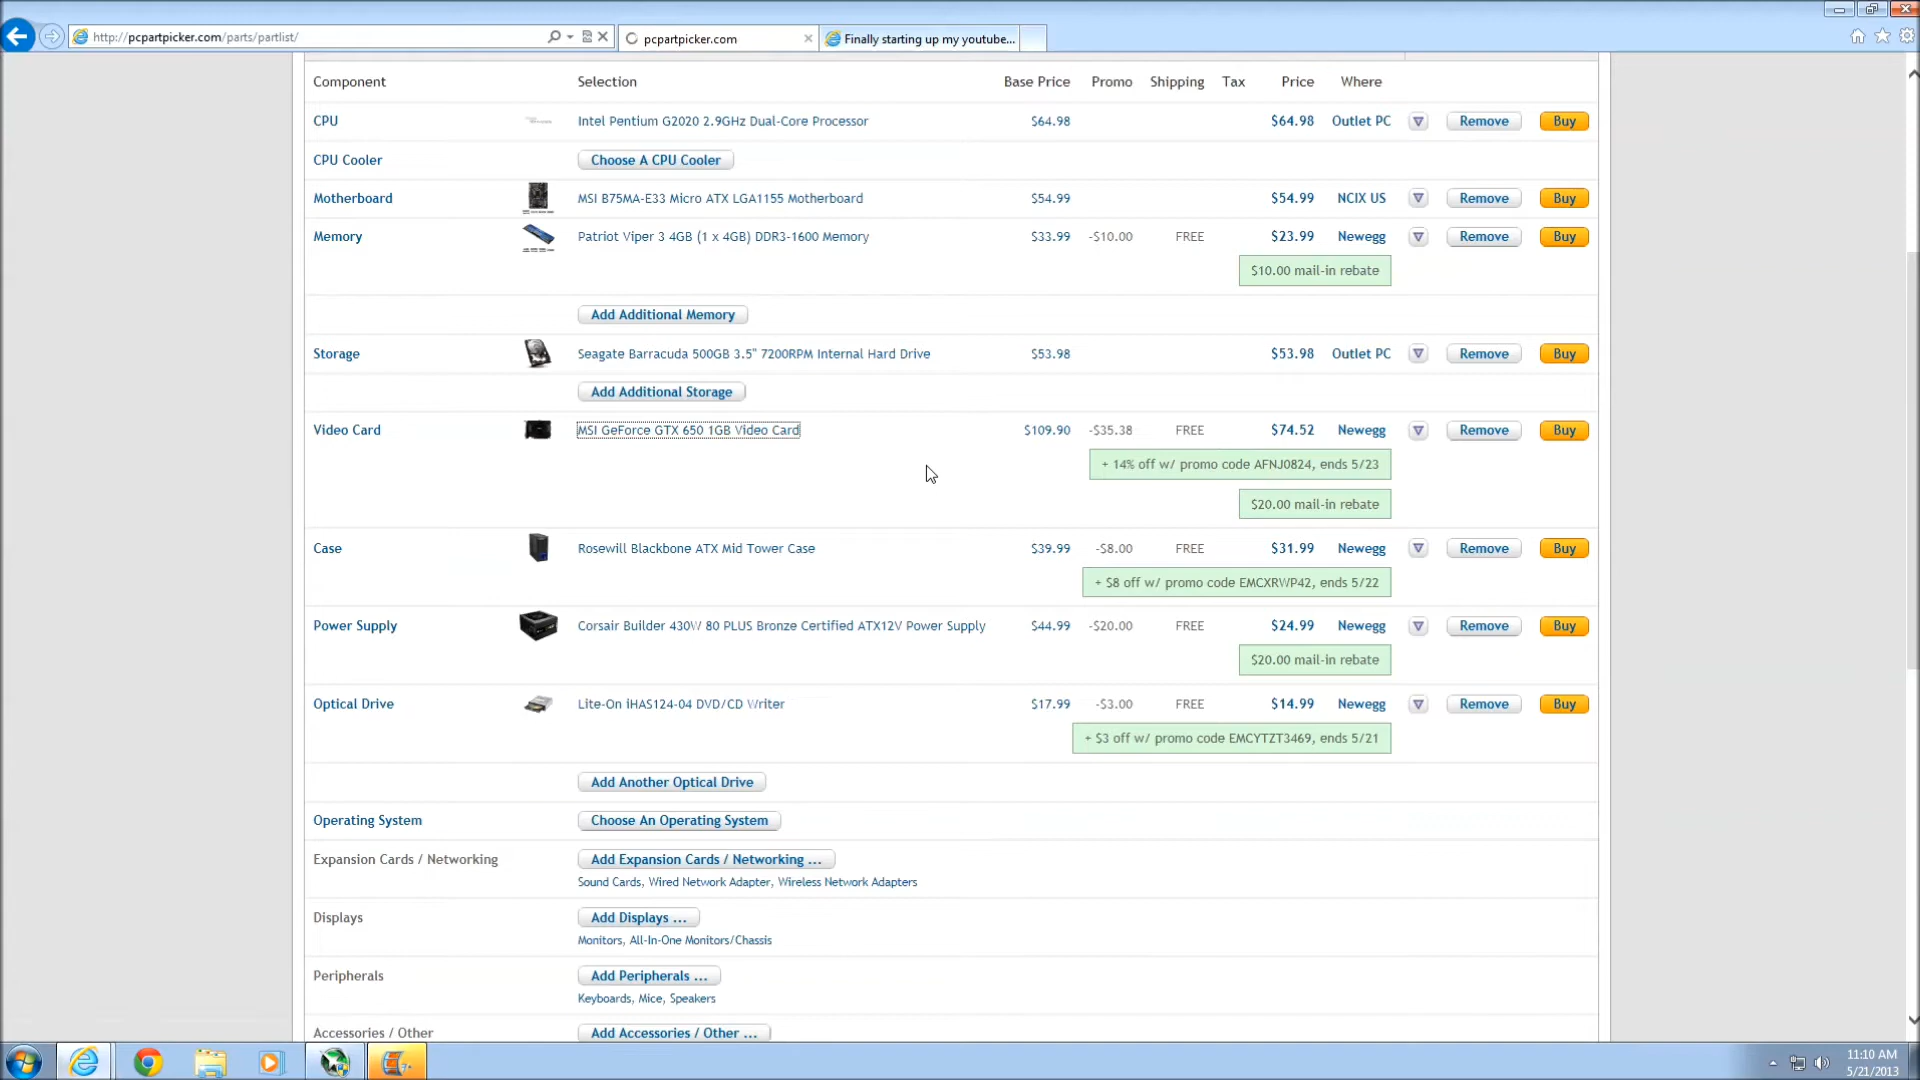 http://pcpartpicker.com/parts/partlist/
pcpartpicker.com
Finally starting up my youtube...
Component Selection Base Price Promo Shipping Tax Price Where
CPU Intel Pentium G2020 2.9GHz Dual-Core Processor $64.98 $64.98 Outlet PC Remove Buy
CPU Cooler Choose A CPU Cooler
Motherboard MSI B75MA-E33 Micro ATX LGA1155 Motherboard $54.99 $54.99 NCIX US Remove Buy
Memory Patriot Viper 3 4GB (1 x 4GB) DDR3-1600 Memory $33.99 -$10.00 FREE $23.99 Newegg Remove Buy
$10.00 mail-in rebate
Add Additional Memory
Storage Seagate Barracuda 500GB 3.5" 7200RPM Internal Hard Drive $53.98 $53.98 Outlet PC Remove Buy
Add Additional Storage
Video Card MSI GeForce GTX 650 1GB Video Card $109.90 -$35.38 FREE $74.52 Newegg Remove Buy
+ 14% off w/ promo code AFNJ0824, ends 5/23
$20.00 mail-in rebate
Case Rosewill Blackbone ATX Mid Tower Case $39.99 -$8.00 FREE $31.99 Newegg Remove Buy
+ $8 off w/ promo code EMCXRWP42, ends 5/22
Power Supply Corsair Builder 430W 80 PLUS Bronze Certified ATX12V Power Supply $44.99 -$20.00 FREE $24.99 Newegg Remove Buy
$20.00 mail-in rebate
Optical Drive Lite-On iHAS124-04 DVD/CD Writer $17.99 -$3.00 FREE $14.99 Newegg Remove Buy
+ $3 off w/ promo code EMCYTZT3469, ends 5/21
Add Another Optical Drive
Operating System Choose An Operating System
Expansion Cards / Networking Add Expansion Cards / Networking ...
Sound Cards, Wired Network Adapter, Wireless Network Adapters
Displays Add Displays ...
Monitors, All-In-One Monitors/Chassis
Peripherals Add Peripherals ...
Keyboards, Mice, Speakers
Accessories / Other Add Accessories / Other ...
11:10 AM
5/21/2013